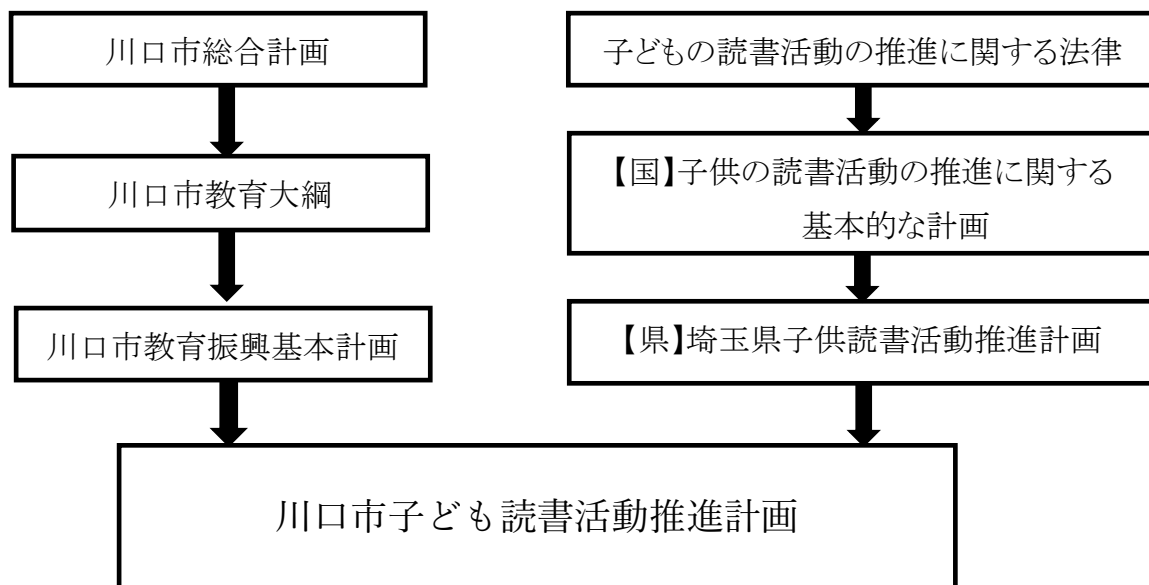 川口市総合計画
川口市教育大綱
川口市教育振興基本計画
子どもの読書活動の推進に関する法律
【国】子供の読書活動の推進に関する
基本的な計画
【県】埼玉県子供読書活動推進計画
川口市子ども読書活動推進計画